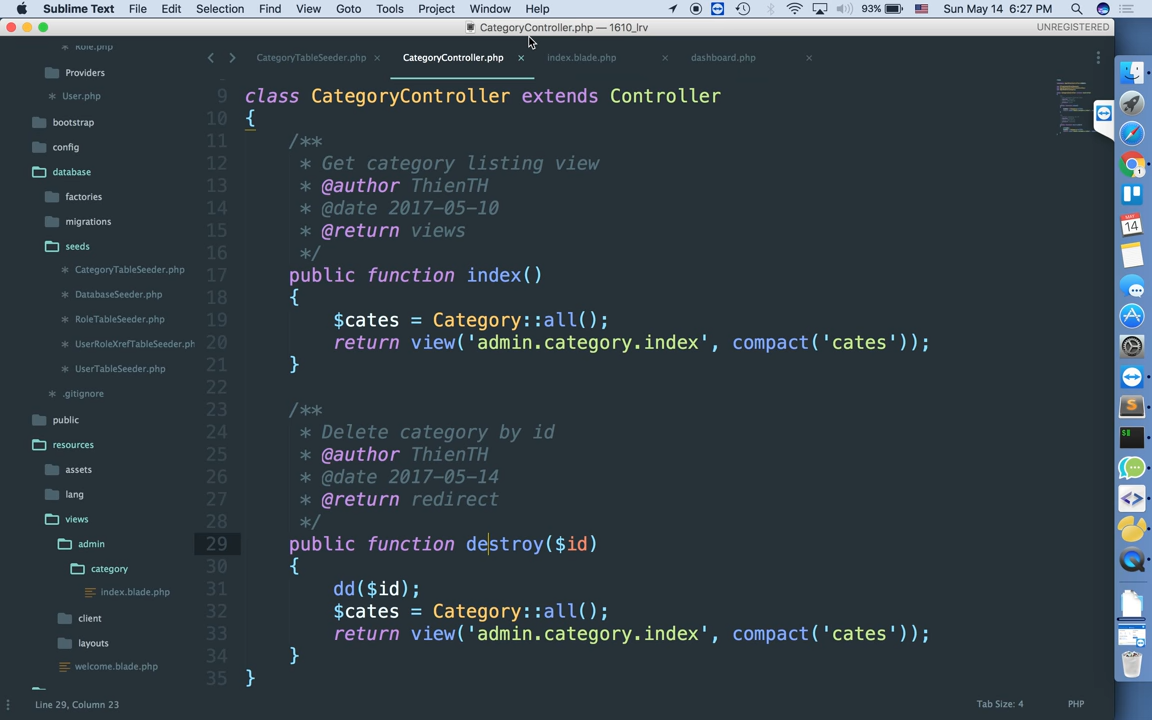 Sublime Text File Edit Selection Find View Goto Tools Project Window Help 93% Sun May 14 6:27 PM
CategoryController.php — 1610_lrv UNREGISTERED
CategoryTableSeeder.php CategoryController.php index.blade.php dashboard.php
Role.php
Providers
User.php
bootstrap
config
database
factories
migrations
seeds
CategoryTableSeeder.php
DatabaseSeeder.php
RoleTableSeeder.php
UserRoleXrefTableSeeder.ph
UserTableSeeder.php
.gitignore
public
resources
assets
lang
views
admin
category
index.blade.php
client
layouts
welcome.blade.php
9 class CategoryController extends Controller
10 {
11 /**
12 * Get category listing view
13 * @author ThienTH
14 * @date 2017-05-10
15 * @return views
16 */
17 public function index()
18 {
19 $cates = Category::all();
20 return view('admin.category.index', compact('cates'));
21 }
22
23 /**
24 * Delete category by id
25 * @author ThienTH
26 * @date 2017-05-14
27 * @return redirect
28 */
29 public function destroy($id)
30 {
31 dd($id);
32 $cates = Category::all();
33 return view('admin.category.index', compact('cates'));
34 }
35 }
Line 29, Column 23 Tab Size: 4 PHP
MAY
14